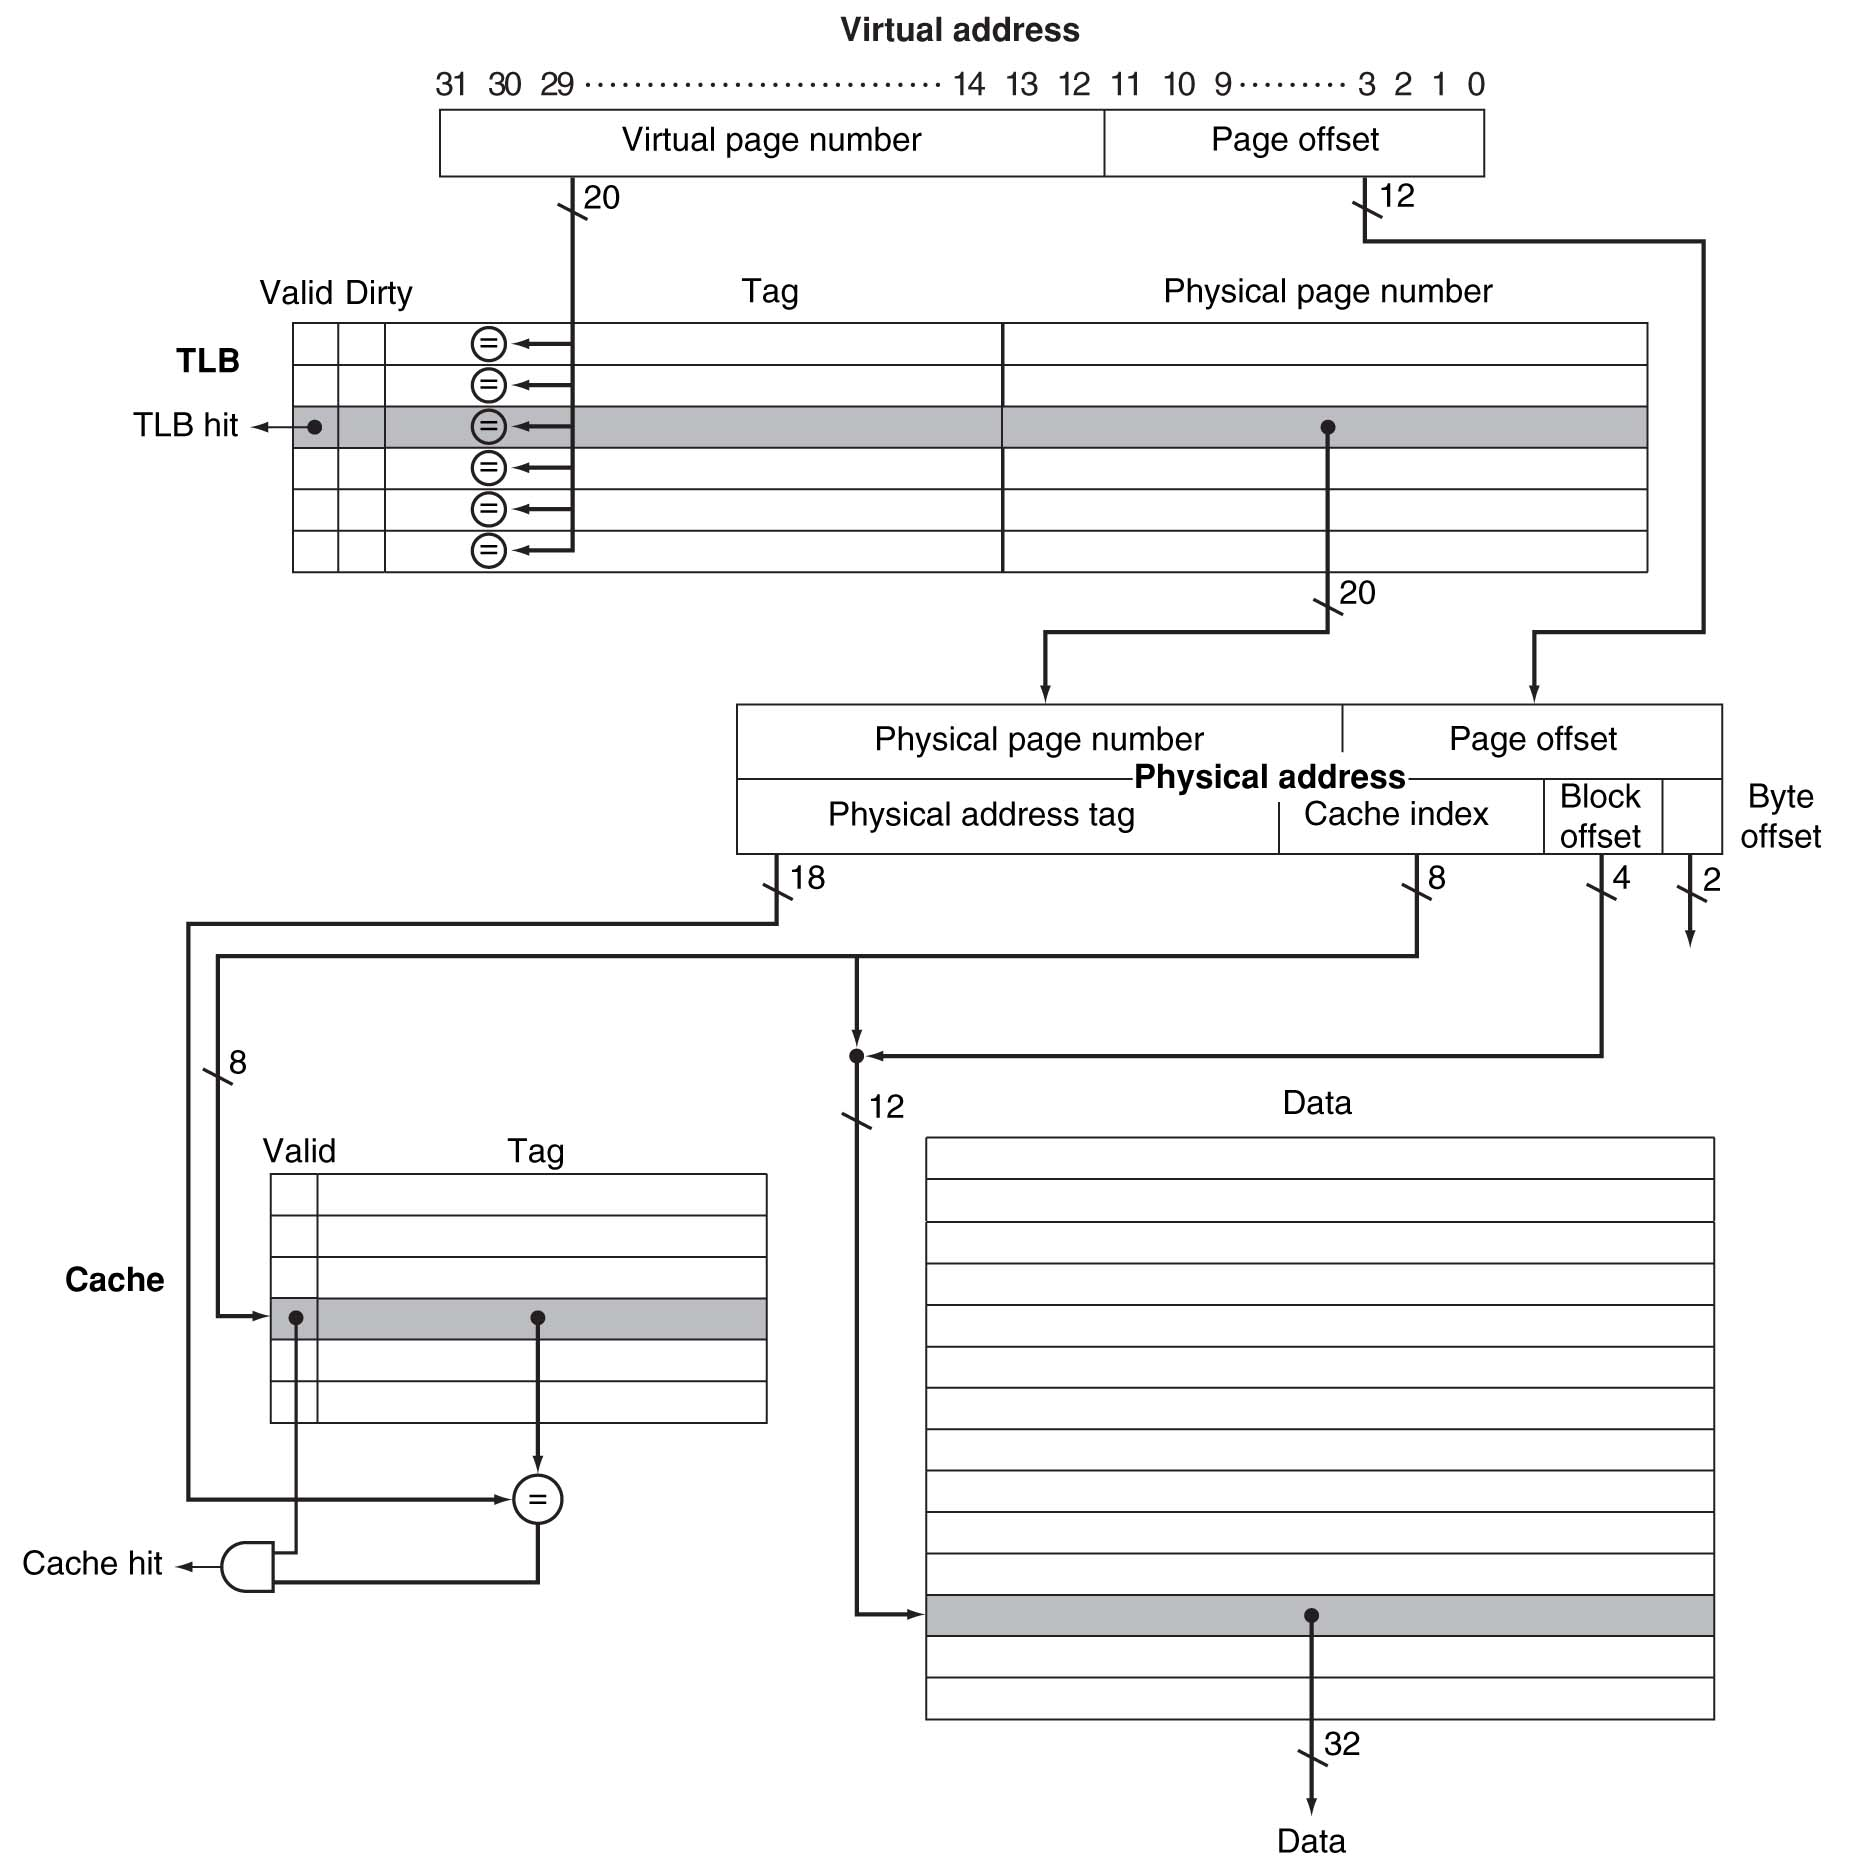 Virtual address
31 30 29 ........................... 14 13 12 11 10 9 ......... 3 2 1 0
Virtual page number Page offset
20 12
Valid Dirty Tag Physical page number
TLB
=
=
TLB hit =
=
=
=
20
Physical page number Page offset
Physical address
Physical address tag Cache index Block offset Byte offset
18 8 4 2
8
12
Data
Valid Tag
Cache
=
Cache hit
32
Data